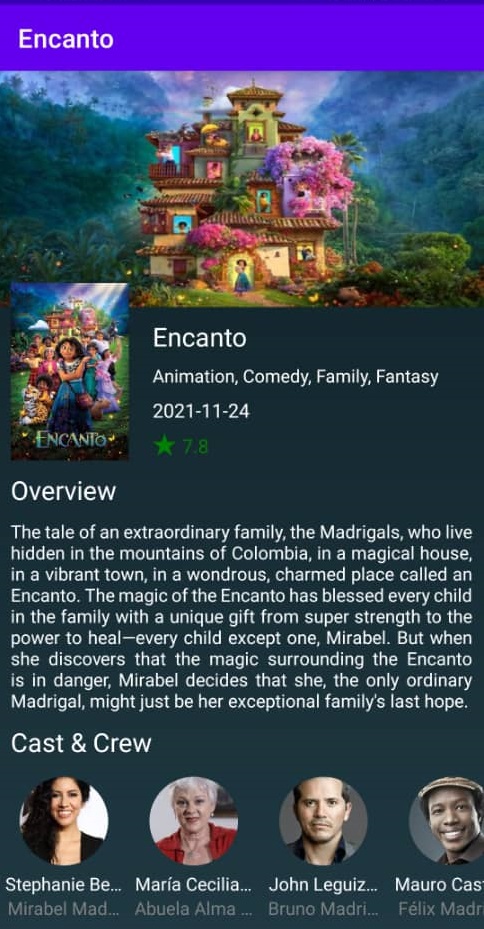 Encanto
Encanto
Animation, Comedy, Family, Fantasy
2021-11-24
★ 7.8
ENCANTO
Overview
The tale of an extraordinary family, the Madrigals, who live
hidden in the mountains of Colombia, in a magical house,
in a vibrant town, in a wondrous, charmed place called an
Encanto. The magic of the Encanto has blessed every child
in the family with a unique gift from super strength to the
power to heal—every child except one, Mirabel. But when
she discovers that the magic surrounding the Encanto
is in danger, Mirabel decides that she, the only ordinary
Madrigal, might just be her exceptional family's last hope.
Cast & Crew
Stephanie Be... María Cecilia... John Leguiz... Mauro Cast
Mirabel Mad... Abuela Alma ... Bruno Madri... Félix Madri